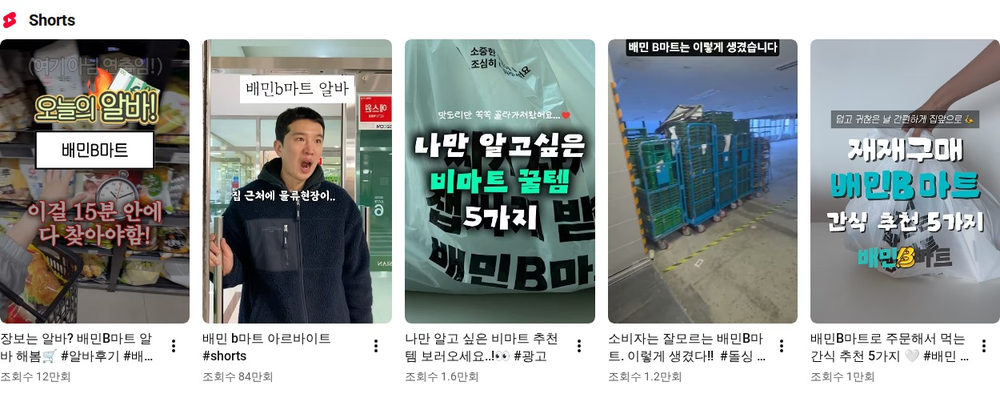 Shorts
(여기 아님 연출임!)
오늘의 알바!
배민B마트
이걸 15분 안에
다 찾아야함!
장보는 알바? 배민B마트 알
바 해봄🛒 #알바후기 #배...
조회수 12만회
배민b마트 알바
집 근처에 물류현장이..
배민 b마트 아르바이트
#shorts
조회수 84만회
소중한
조심히
맛도리만 쏙쏙 골라가져왔어요...❤️
나만 알고싶은
비마트 꿀템
5가지
배민B마
나만 알고 싶은 비마트 추천
템 보러오세요..!👀 #광고
조회수 1.6만회
배민 B마트는 이렇게 생겼습니다
소비자는 잘모르는 배민B마
트. 이렇게 생겼다!! #돌싱 ...
조회수 1.2만회
덥고 귀찮은 날 간편하게 집앞으로💫
재재구매
배민B마트
간식 추천 5가지
배민B마트
배민B마트로 주문해서 먹는
간식 추천 5가지 🤍 #배민 ...
조회수 1만회